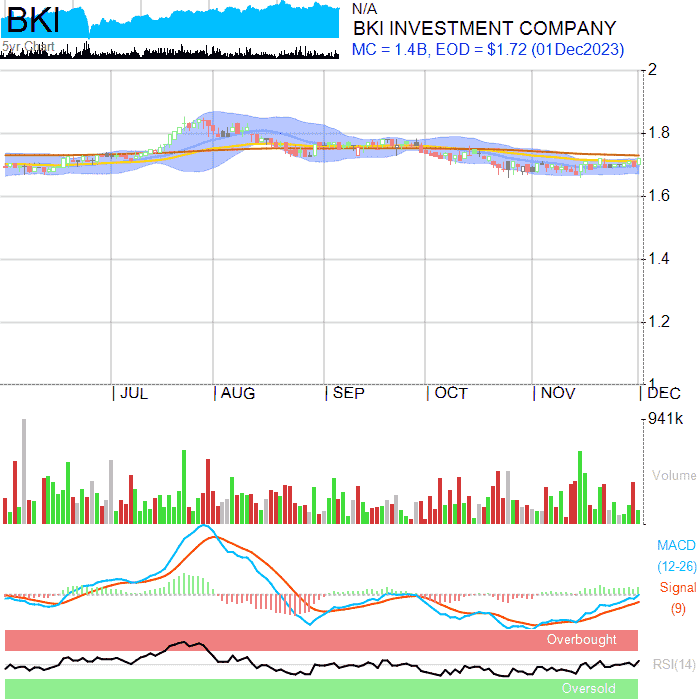 BKI
5yr Chart
N/A
BKI INVESTMENT COMPANY
MC = 1.4B, EOD = $1.72 (01Dec2023)
2
1.8
1.6
1.4
1.2
1
JUL
AUG
SEP
OCT
NOV
DEC
941k
Volume
MACD
(12-26)
Signal
(9)
Overbought
RSI(14)
Oversold